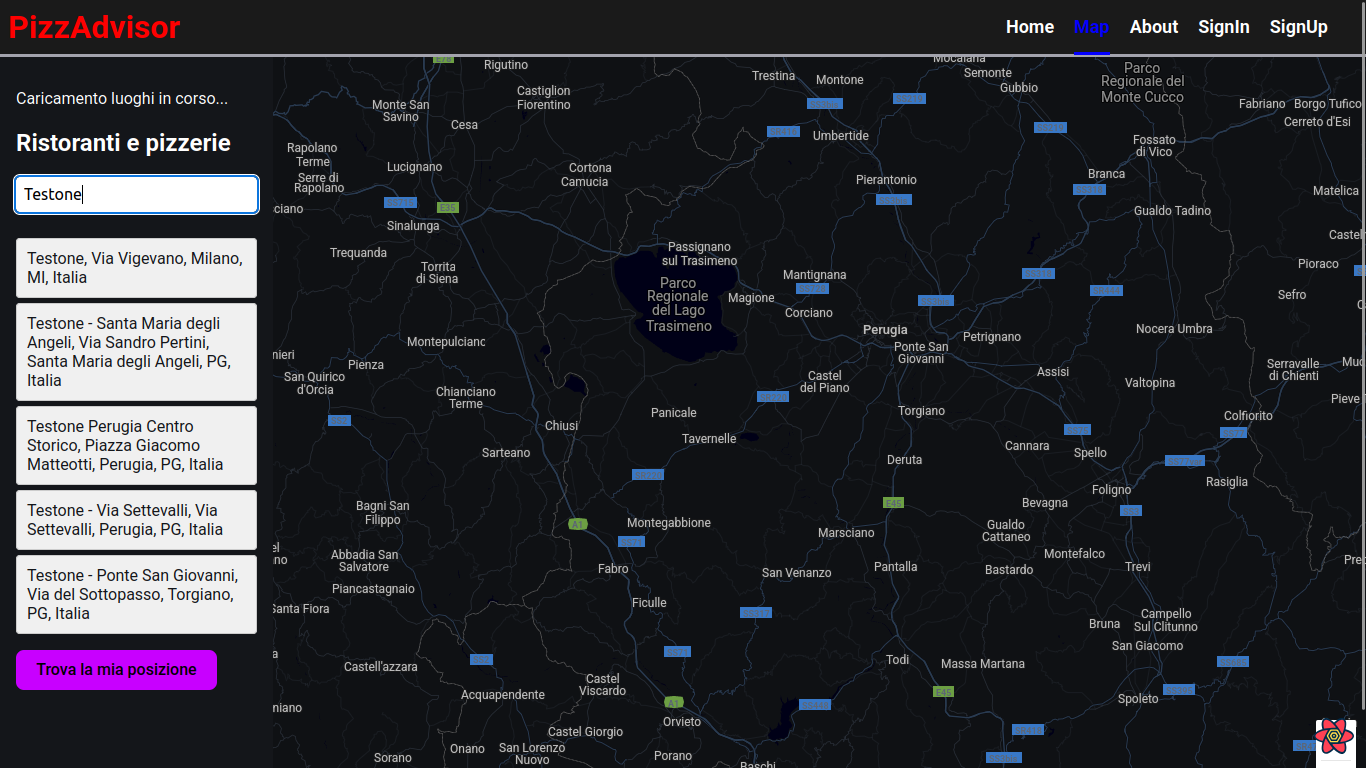 PizzAdvisor
Home
Map
About
SignIn
SignUp
Caricamento luoghi in corso...
Ristoranti e pizzerie
Testone
Testone, Via Vigevano, Milano,
MI, Italia
Testone - Santa Maria degli
Angeli, Via Sandro Pertini,
Santa Maria degli Angeli, PG,
Italia
Testone Perugia Centro
Storico, Piazza Giacomo
Matteotti, Perugia, PG, Italia
Testone - Via Settevalli, Via
Settevalli, Perugia, PG, Italia
Testone - Ponte San Giovanni,
Via del Sottopasso, Torgiano,
PG, Italia
Trova la mia posizione
Rigutino
Trestina
Montone
Mocaiana
Semonte
Gubbio
Parco
Regionale del
Monte Cucco
Castiglion
Fiorentino
Monte San
Savino
Cesa
Fabriano
Borgo Tufico
Cerreto d'Esi
Umbertide
Fossato
di Vico
Rapolano
Terme
Serre di
Rapolano
Lucignano
Cortona
Camucia
Pierantonio
Branca
Matelica
E35
Sinalunga
Gualdo Tadino
Trequanda
Torrita
di Siena
Passignano
sul Trasimeno
Parco
Regionale
del Lago
Trasimeno
Magione
Mantignana
Corciano
Pioraco
Sefro
Perugia
Ponte San
Giovanni
Petrignano
Nocera Umbra
Montepulciano
Pienza
San Quirico
d'Orcia
Chianciano
Terme
Castel
del Piano
Assisi
Valtopina
Serravalle
di Chienti
Chiusi
Panicale
Tavernelle
Torgiano
Colfiorito
Sarteano
Deruta
Cannara
Spello
Foligno
Rasiglia
Bagni San
Filippo
E45
Bevagna
A1
Montegabbione
Marsciano
Gualdo
Cattaneo
Montefalco
Abbadia San
Salvatore
Piancastagnaio
Fabro
San Venanzo
Pantalla
Bastardo
Trevi
Santa Fiora
Ficulle
Bruna
Campello
Sul Clitunno
San Giacomo
Castell'azzara
Todi
Massa Martana
Acquapendente
Castel
Viscardo
E45
Spoleto
A1
Orvieto
Castel Giorgio
Sorano
Onano
San Lorenzo
Nuovo
Porano
Baschi